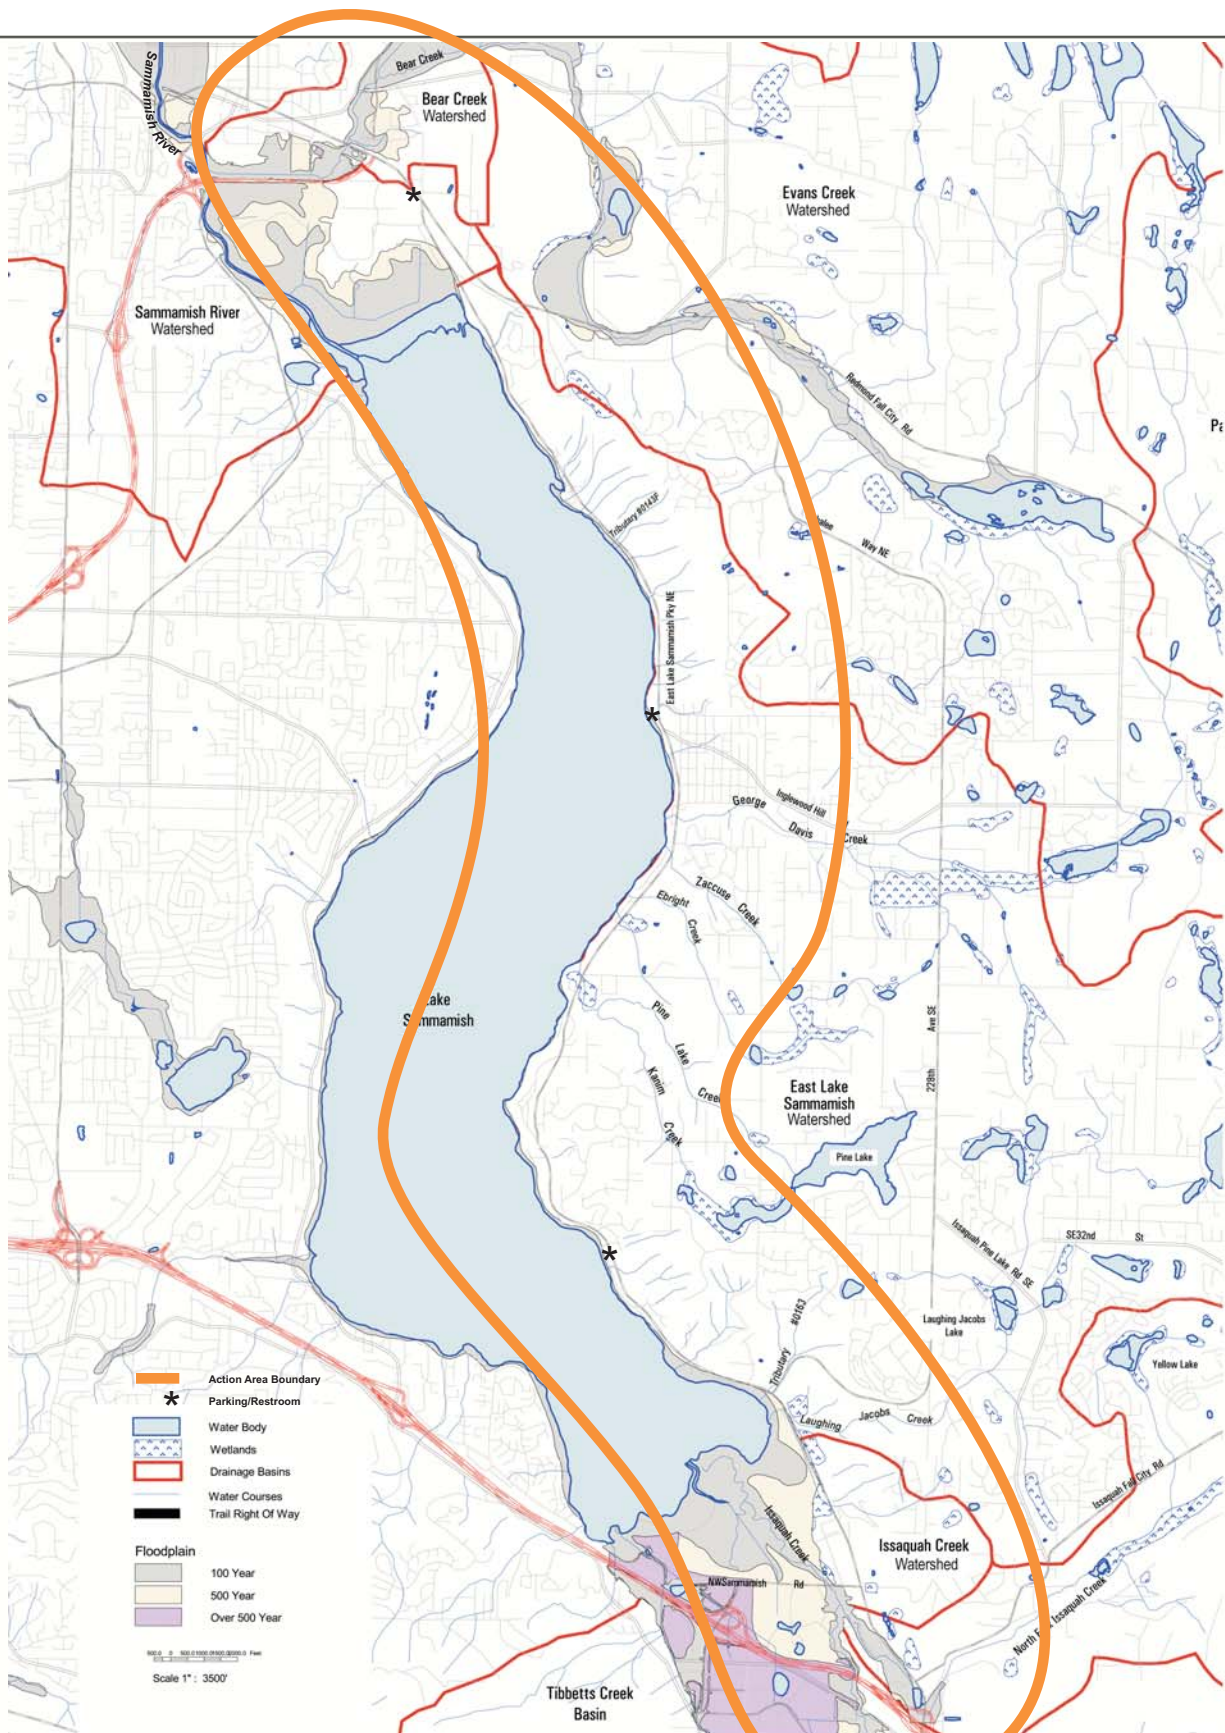 Bear Creek
Sammamish River
Bear Creek
Watershed
Evans Creek
Watershed
Sammamish River
Watershed
Redmond Fall City Rd
Tributary #0143F
Way NE
East Lake Sammamish Pky NE
George
Davis
Creek
Inglewood Hill
Zaccuse
Creek
Ebright
Creek
Lake
Sammamish
Pine
Lake
Creek
Kanim
Creek
228th
Ave SE
East Lake
Sammamish
Watershed
Pine Lake
Issaquah Pine Lake Rd SE
SE32nd
St
Laughing Jacobs
Lake
Yellow Lake
Tributary
#0163
Laughing
Jacobs
Creek
Issaquah Fall City Rd
Issaquah Creek
Issaquah Creek
Watershed
NWSammamish
Rd
North Fork Issaquah Creek
Tibbetts Creek
Basin
Action Area Boundary
* Parking/Restroom
Water Body
Wetlands
Drainage Basins
Water Courses
Trail Right Of Way
Floodplain
100 Year
500 Year
Over 500 Year
Scale 1" : 3500'